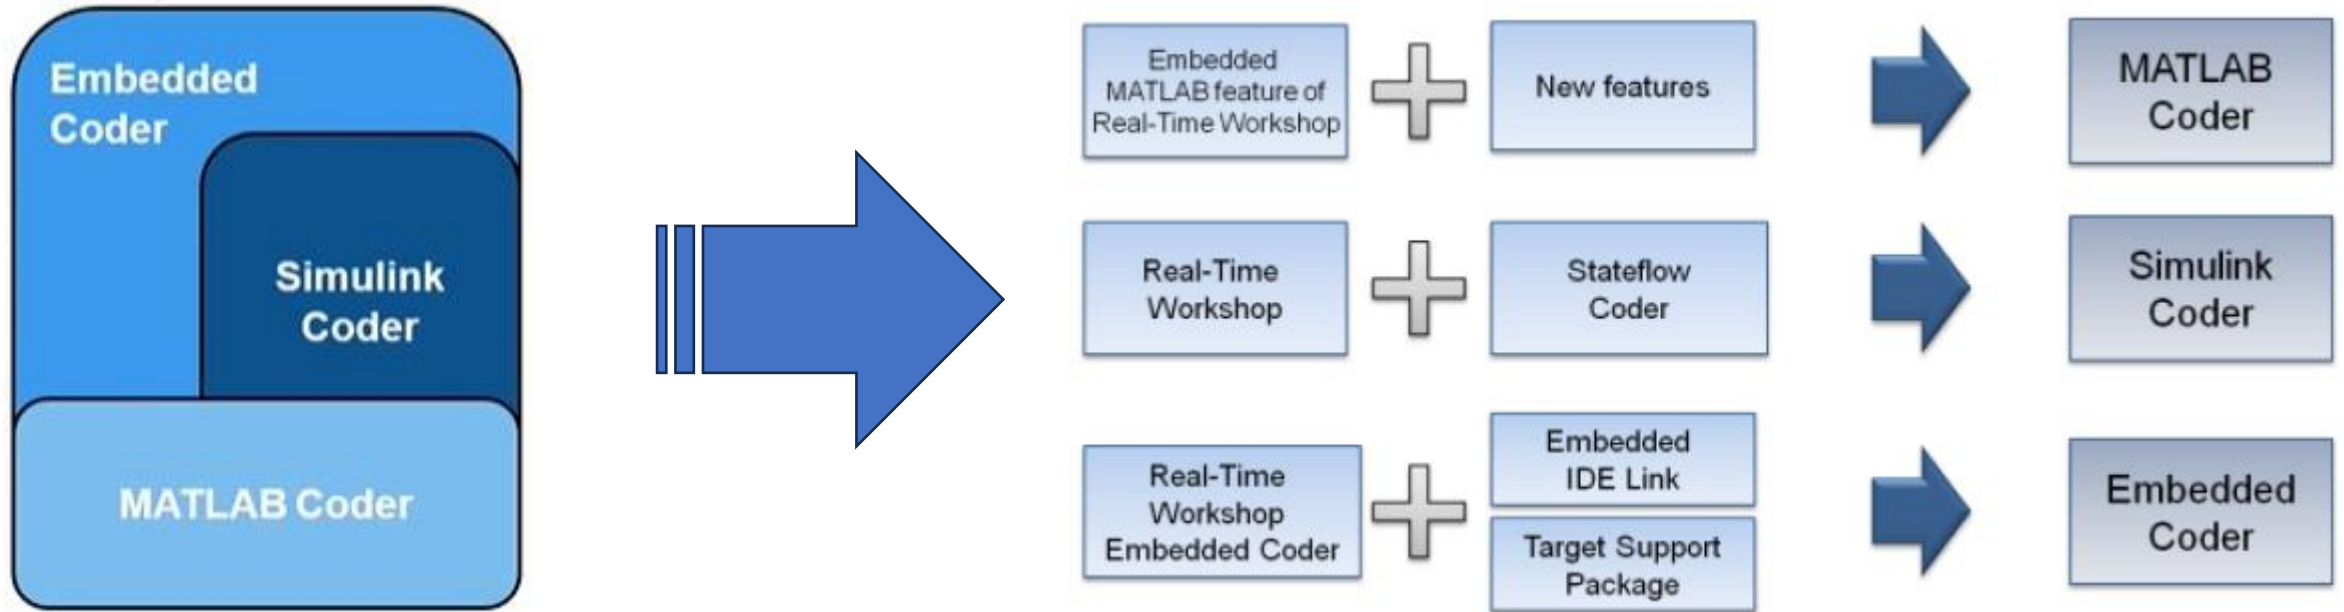 Embedded
Coder
Simulink
Coder
MATLAB Coder
Embedded
MATLAB feature of
Real-Time Workshop
New features
MATLAB
Coder
Real-Time
Workshop
Stateflow
Coder
Simulink
Coder
Real-Time
Workshop
Embedded Coder
Embedded
IDE Link
Target Support
Package
Embedded
Coder